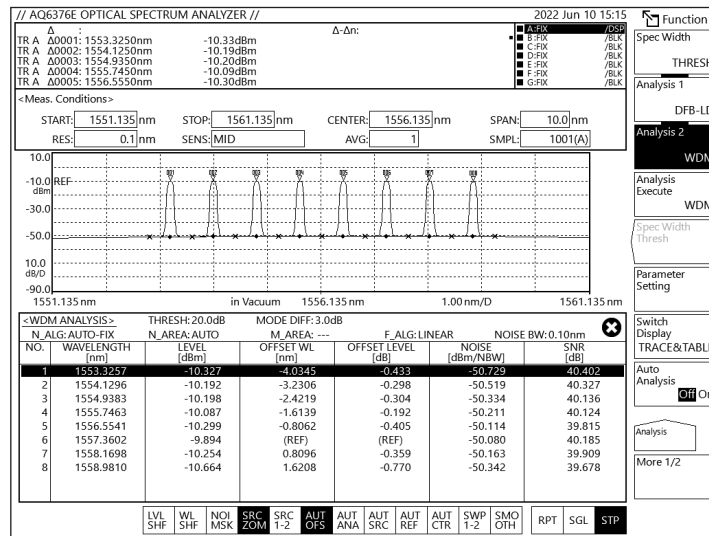 // AQ6376E OPTICAL SPECTRUM ANALYZER // 2022 Jun 10 15:15
Δ : Δ-Δn:
TR A Δ0001: 1553.3250nm -10.33dBm
TR A Δ0002: 1554.1250nm -10.19dBm
TR A Δ0003: 1554.9350nm -10.20dBm
TR A Δ0004: 1555.7450nm -10.09dBm
TR A Δ0005: 1556.5550nm -10.30dBm
A:FIX /DSP
B:FIX /BLK
C:FIX /BLK
D:FIX /BLK
E:FIX /BLK
F:FIX /BLK
G:FIX /BLK
<Meas. Conditions>
START: 1551.135 nm STOP: 1561.135 nm CENTER: 1556.135 nm SPAN: 10.0 nm
RES: 0.1 nm SENS: MID AVG: 1 SMPL: 1001(A)
10.0
-10.0 REF
dBm
-30.0
-50.0
10.0
dB/D
-90.0
001 002 003 004 005 006 007 008
1551.135 nm in Vacuum 1556.135 nm 1.00 nm/D 1561.135 nm
<WDM ANALYSIS> THRESH: 20.0dB MODE DIFF: 3.0dB
N_ALG: AUTO-FIX N_AREA: AUTO M_AREA: --- F_ALG: LINEAR NOISE BW: 0.10nm
NO. WAVELENGTH LEVEL OFFSET WL OFFSET LEVEL NOISE SNR
[nm] [dBm] [nm] [dB] [dBm/NBW] [dB]
1 1553.3257 -10.327 -4.0345 -0.433 -50.729 40.402
2 1554.1296 -10.192 -3.2306 -0.298 -50.519 40.327
3 1554.9383 -10.198 -2.4219 -0.304 -50.334 40.136
4 1555.7463 -10.087 -1.6139 -0.192 -50.211 40.124
5 1556.5541 -10.299 -0.8062 -0.405 -50.114 39.815
6 1557.3602 -9.894 (REF) (REF) -50.080 40.185
7 1558.1698 -10.254 0.8096 -0.359 -50.163 39.909
8 1558.9810 -10.664 1.6208 -0.770 -50.342 39.678
LVL WL NOI SRC SRC AUT AUT AUT AUT AUT SWP SMO
SHF SHF MSK ZOM 1-2 OFS ANA SRC REF CTR 1-2 OTH RPT SGL STP
Function
Spec Width
THRESH
Analysis 1
DFB-LD
Analysis 2
WDM
Analysis
Execute
WDM
Spec Width
Thresh
Parameter
Setting
Switch
Display
TRACE&TABL
Auto
Analysis
Off On
Analysis
More 1/2